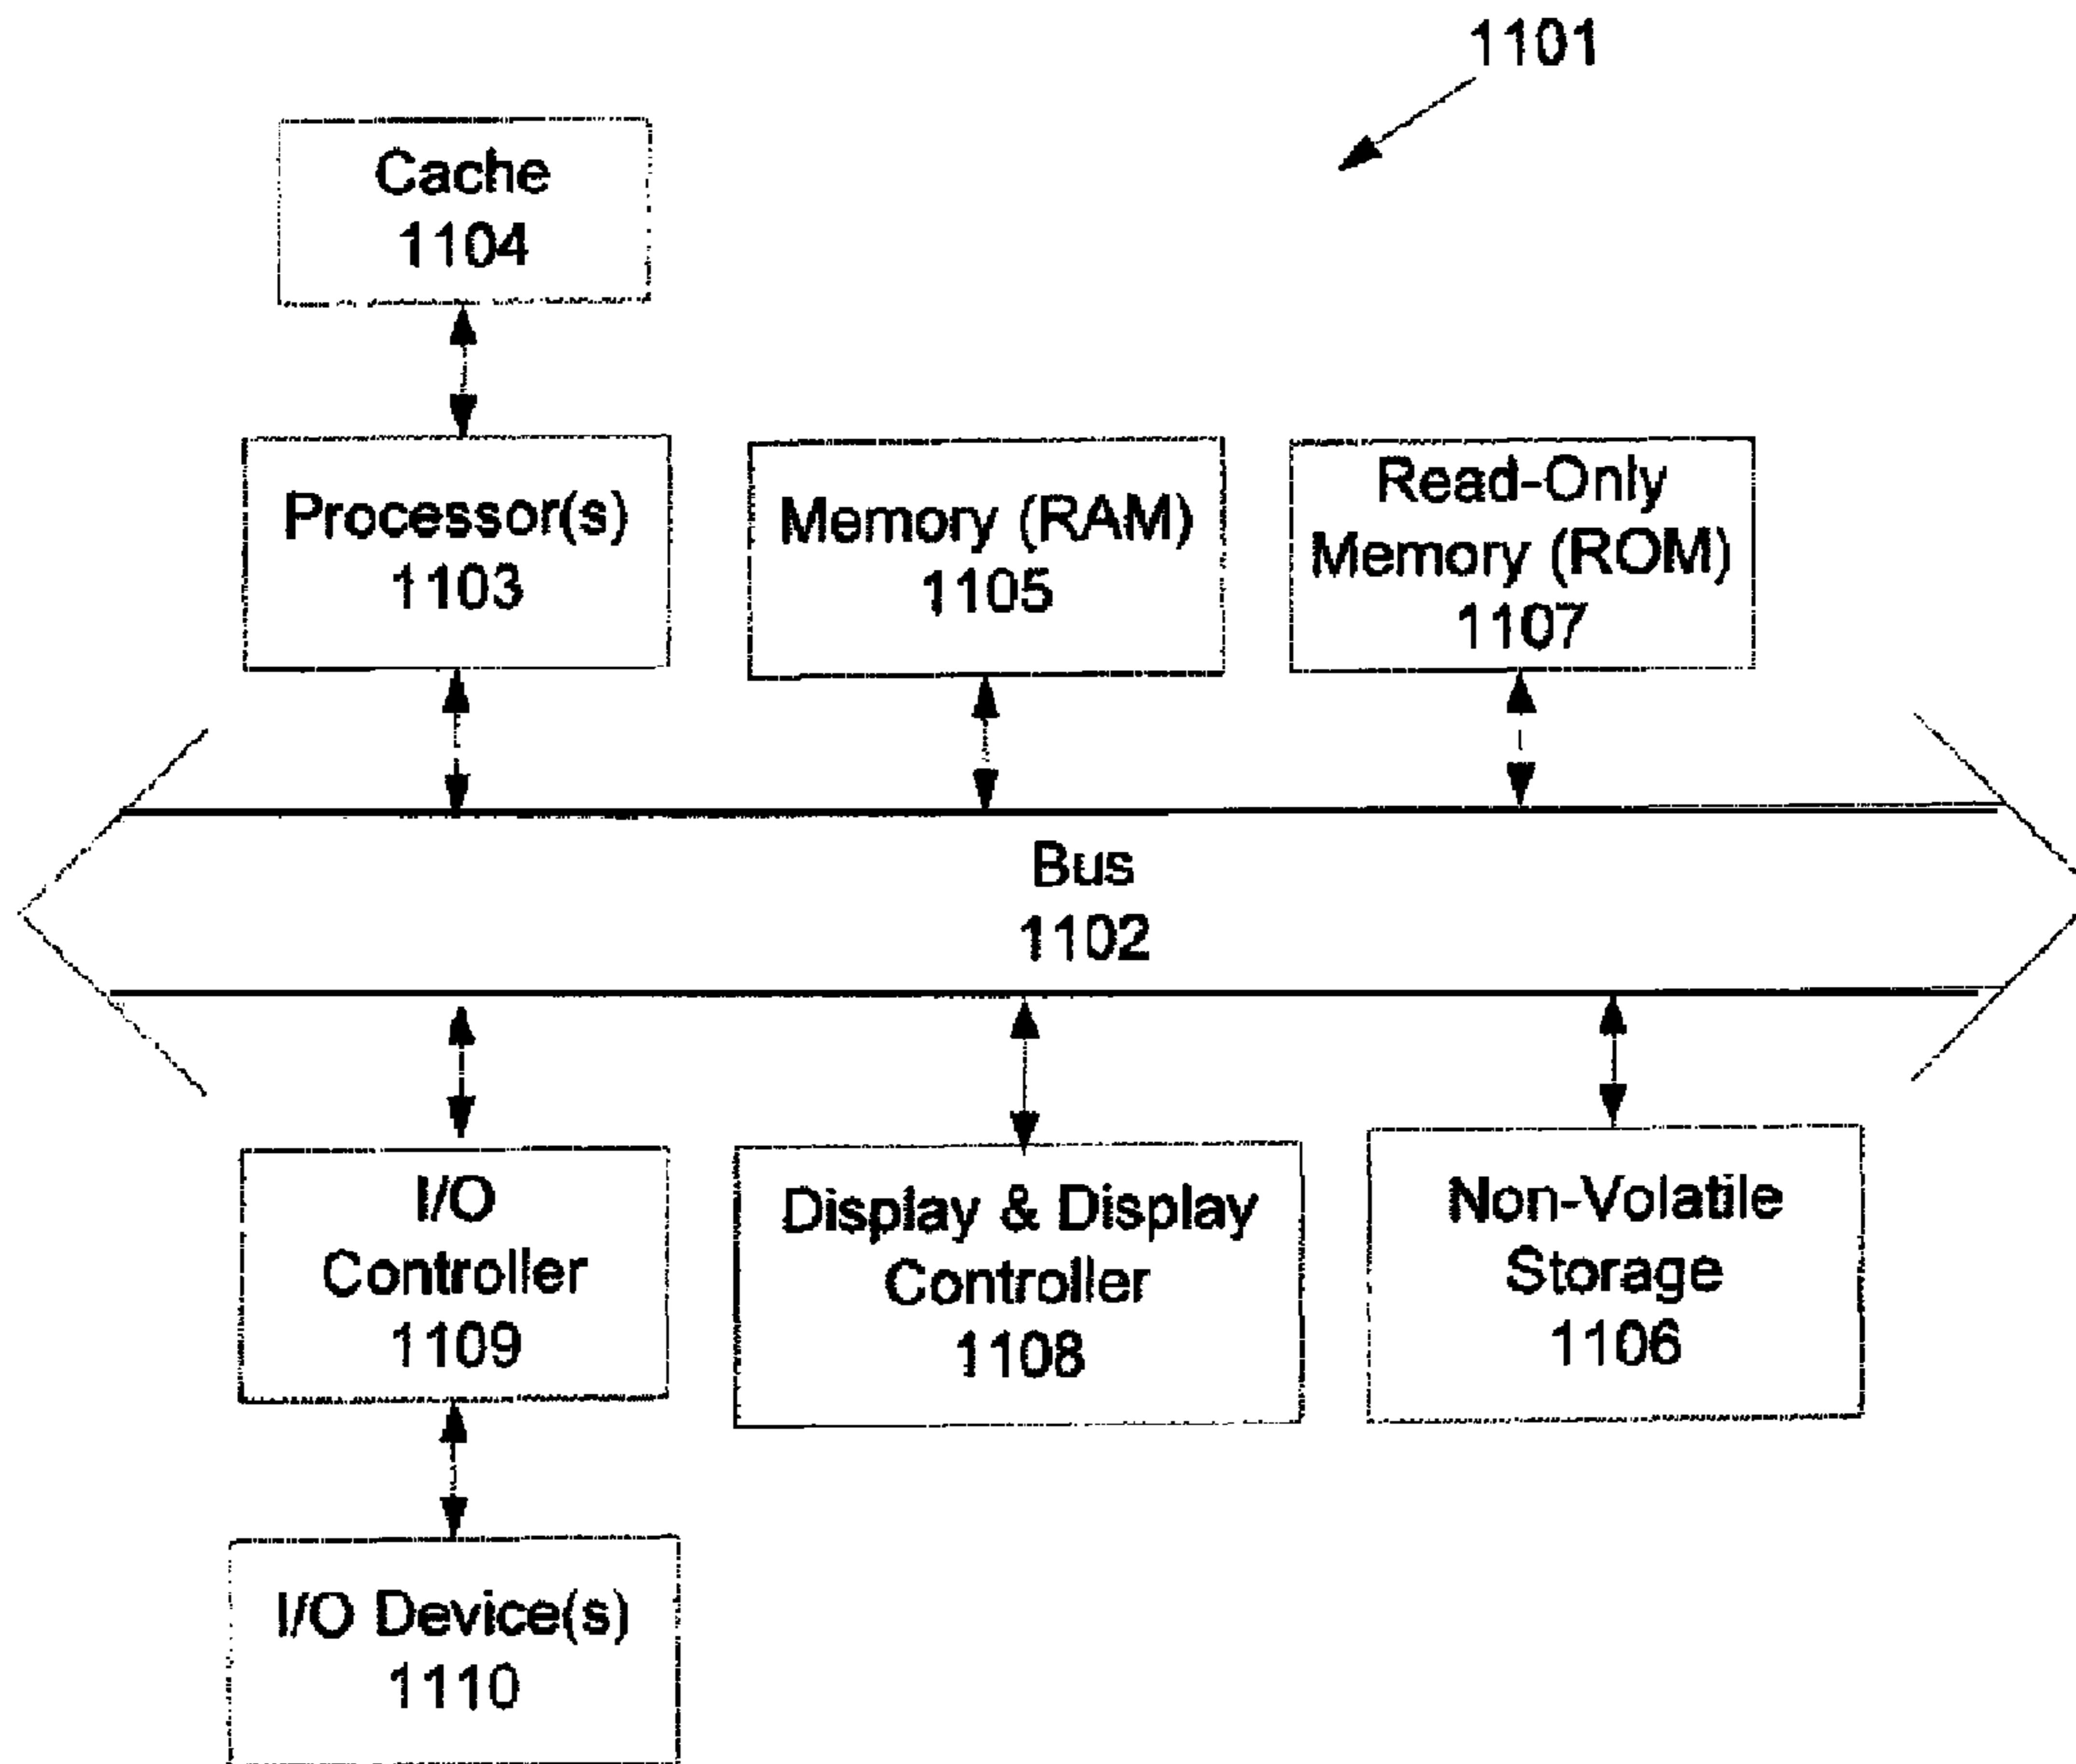 1101
Cache
1104
Processor(s)
1103
Memory (RAM)
1105
Read-Only
Memory (ROM)
1107
Bus
1102
I/O
Controller
1109
Display & Display
Controller
1108
Non-Volatile
Storage
1106
I/O Device(s)
1110